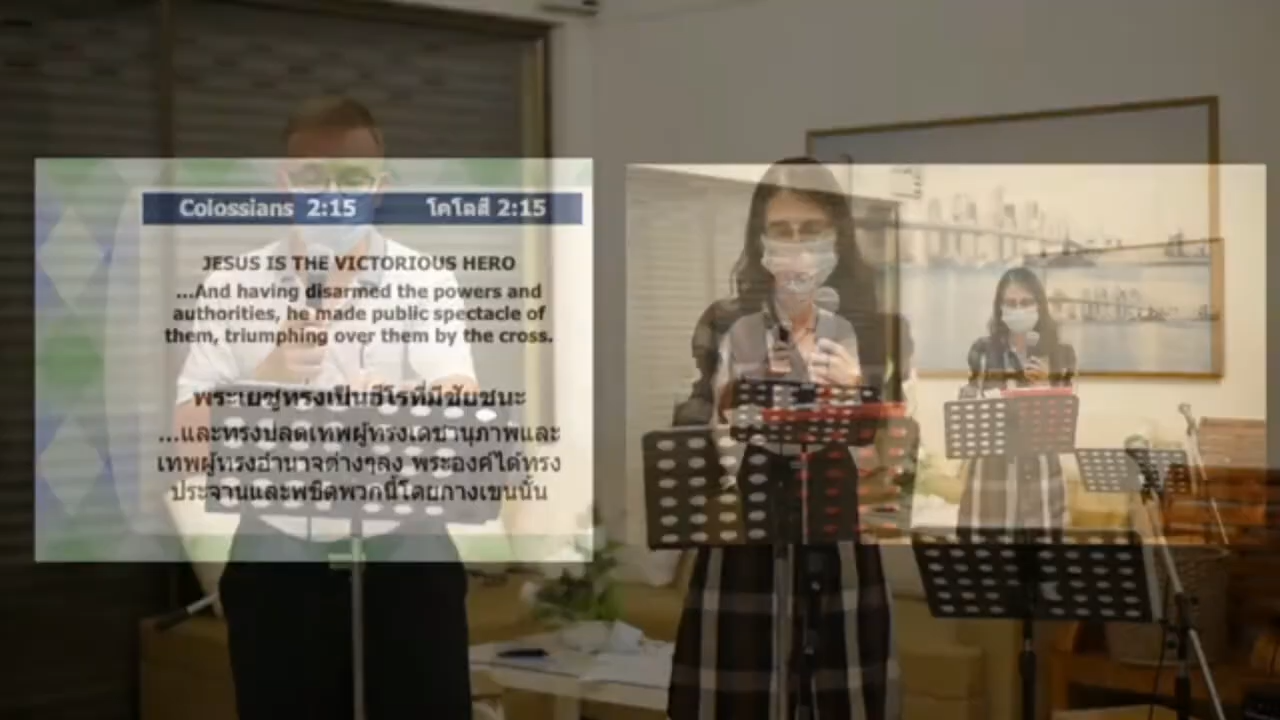 Colossians 2:15 โคโลสี 2:15
JESUS IS THE VICTORIOUS HERO
...And having disarmed the powers and
authorities, he made public spectacle of
them, triumphing over them by the cross.
พระเยซูทรงเป็นฮีโร่ที่มีชัยชนะ
...และทรงปลดเทพผู้ทรงเดชานุภาพและ
เทพผู้ทรงอำนาจต่างๆลง พระองค์ได้ทรง
ประจานและพชิตพวกนี้โดยกางเขนนั้น